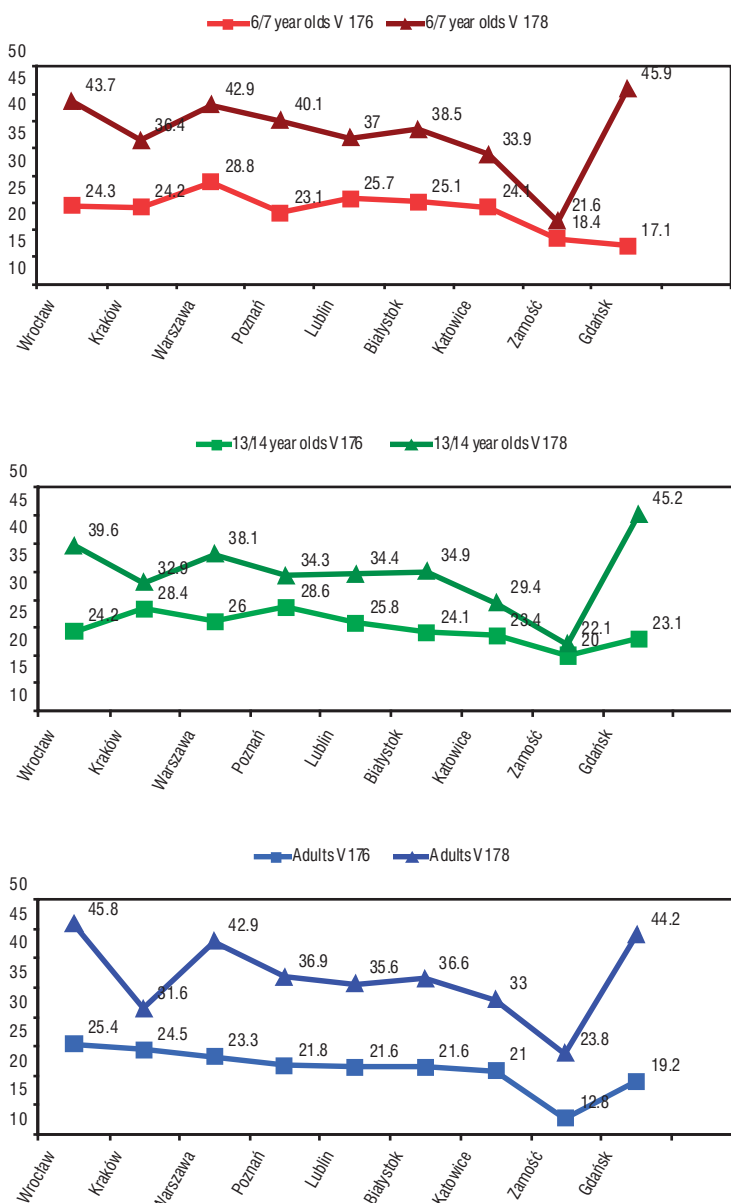 6/7 year olds V 176 6/7 year olds V 178
50
45
40
35
30
25
20
15
10
43.7 36.4 42.9 40.1 37 38.5 33.9 21.6 45.9
24.3 24.2 28.8 23.1 25.7 25.1 24.1 18.4 17.1
Wrocław Kraków Warszawa Poznań Lublin Białystok Katowice Zamość Gdańsk
13/14 year olds V 176 13/14 year olds V 178
50
45
40
35
30
25
20
15
10
39.6 32.9 38.1 34.3 34.4 34.9 29.4 22.1 45.2
24.2 28.4 26 28.6 25.8 24.1 23.4 20 23.1
Wrocław Kraków Warszawa Poznań Lublin Białystok Katowice Zamość Gdańsk
Adults V 176 Adults V 178
50
45
40
35
30
25
20
15
10
45.8 31.6 42.9 36.9 35.6 36.6 33 23.8 44.2
25.4 24.5 23.3 21.8 21.6 21.6 21 12.8 19.2
Wrocław Kraków Warszawa Poznań Lublin Białystok Katowice Zamość Gdańsk